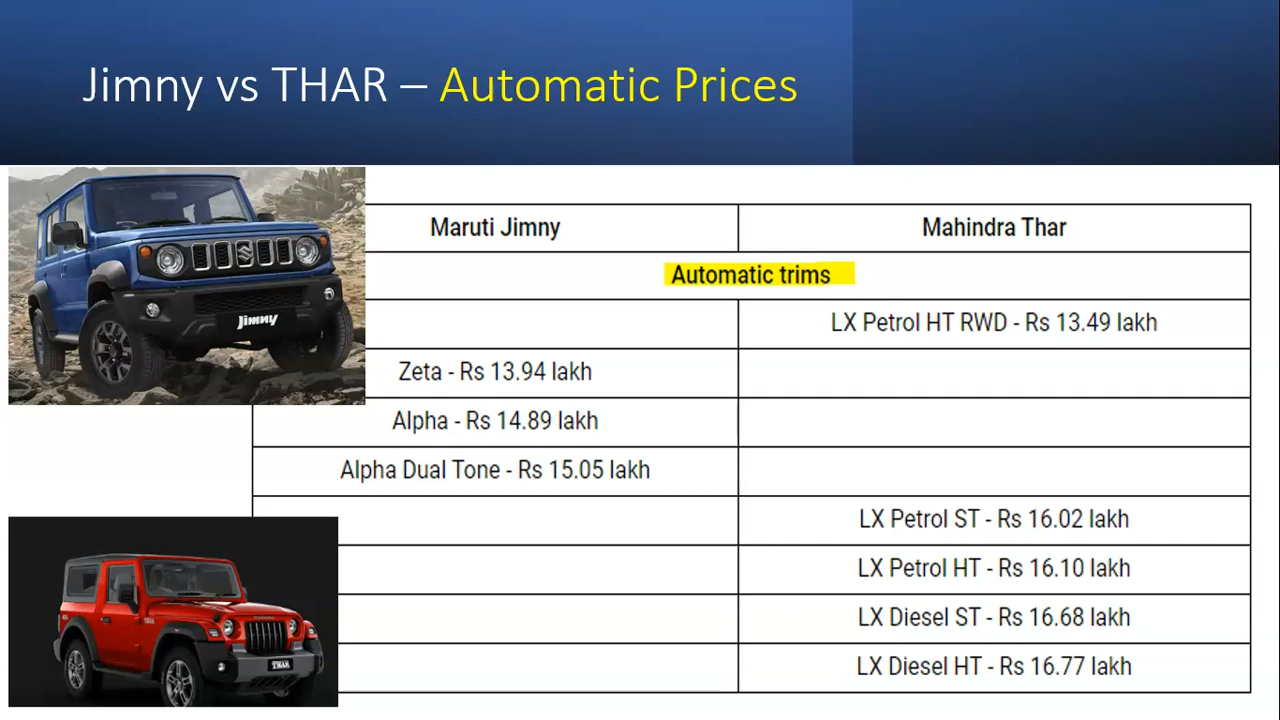 Jimny vs THAR – Automatic Prices
Maruti Jimny
Mahindra Thar
Automatic trims
LX Petrol HT RWD - Rs 13.49 lakh
Zeta - Rs 13.94 lakh
Alpha - Rs 14.89 lakh
Alpha Dual Tone - Rs 15.05 lakh
LX Petrol ST - Rs 16.02 lakh
LX Petrol HT - Rs 16.10 lakh
LX Diesel ST - Rs 16.68 lakh
LX Diesel HT - Rs 16.77 lakh
Jimny
THAR